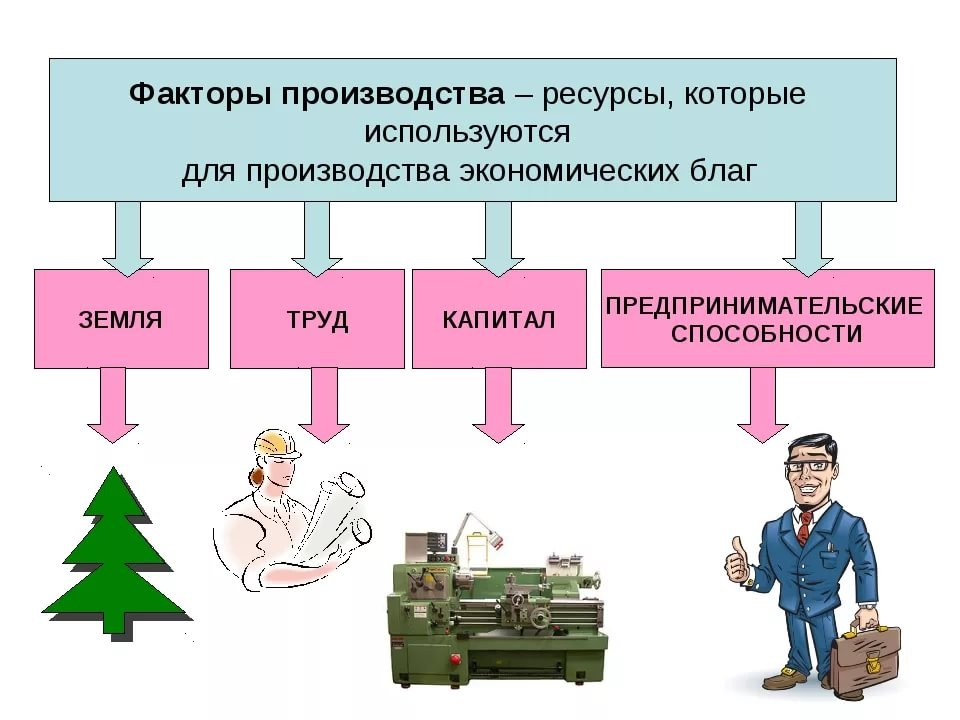 Факторы производства – ресурсы, которые
используются
для производства экономических благ
ЗЕМЛЯ
ТРУД
КАПИТАЛ
ПРЕДПРИНИМАТЕЛЬСКИЕ
СПОСОБНОСТИ